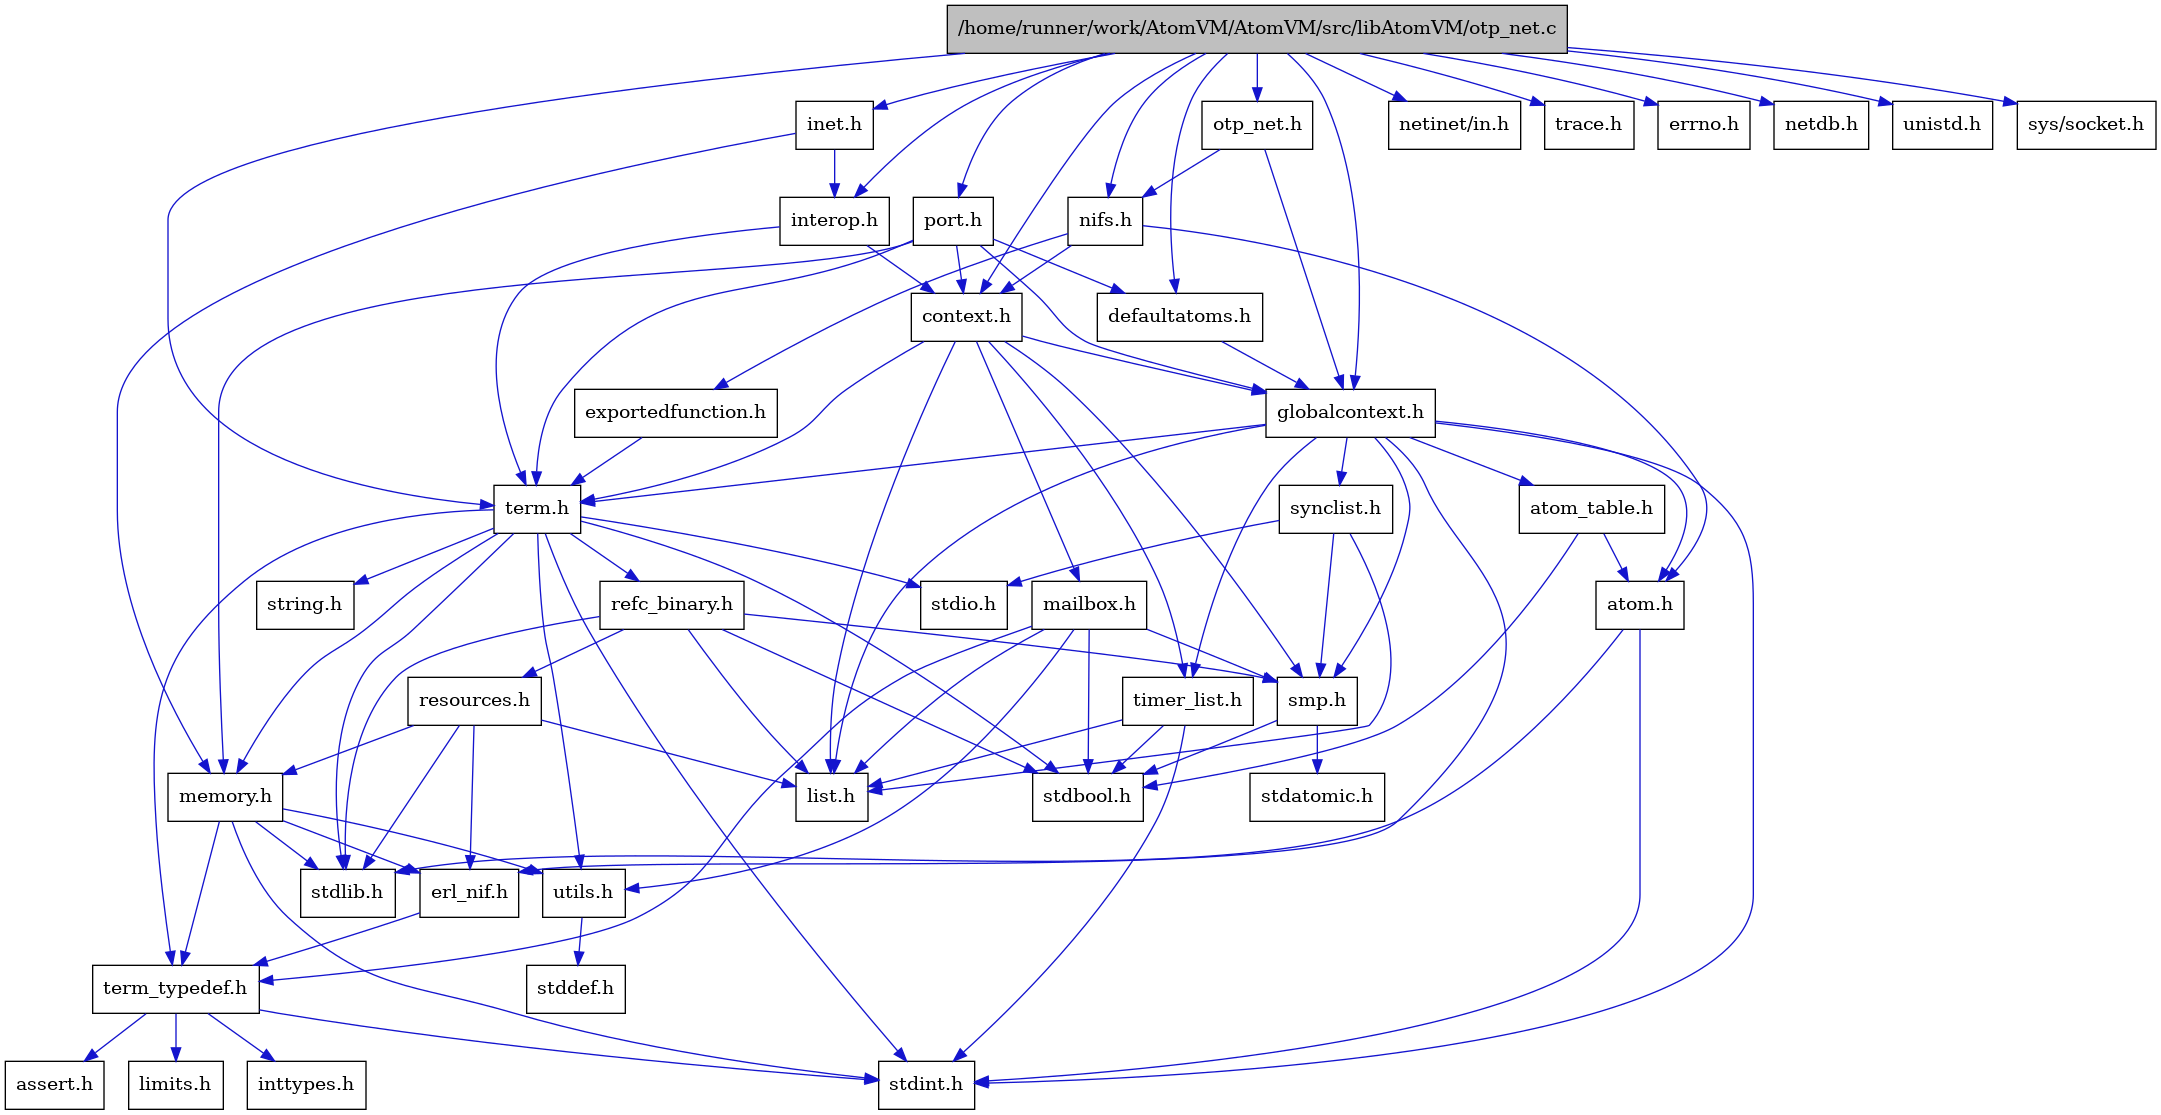 /home/runner/work/AtomVM/AtomVM/src/libAtomVM/otp_net.c
inet.h
otp_net.h
netinet/in.h
trace.h
errno.h
netdb.h
unistd.h
sys/socket.h
interop.h
port.h
nifs.h
context.h
defaultatoms.h
exportedfunction.h
globalcontext.h
term.h
synclist.h
atom_table.h
string.h
refc_binary.h
stdio.h
mailbox.h
atom.h
resources.h
timer_list.h
smp.h
memory.h
list.h
stdbool.h
stdatomic.h
stdlib.h
erl_nif.h
utils.h
term_typedef.h
stddef.h
assert.h
limits.h
inttypes.h
stdint.h